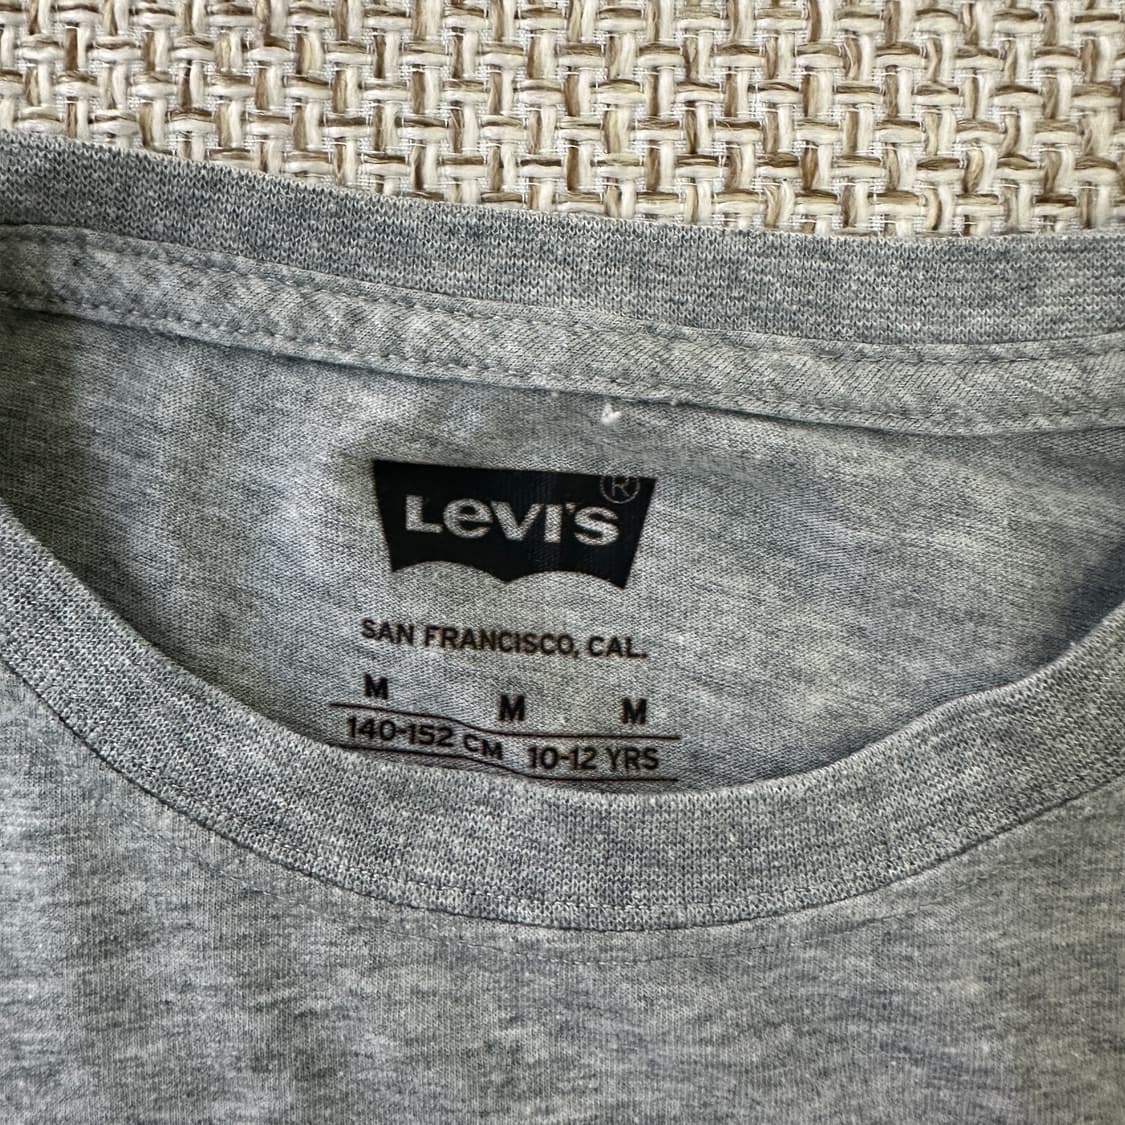 LEVI'S ®
SAN FRANCISCO, CAL.
M M M
140-152 CM 10-12 YRS